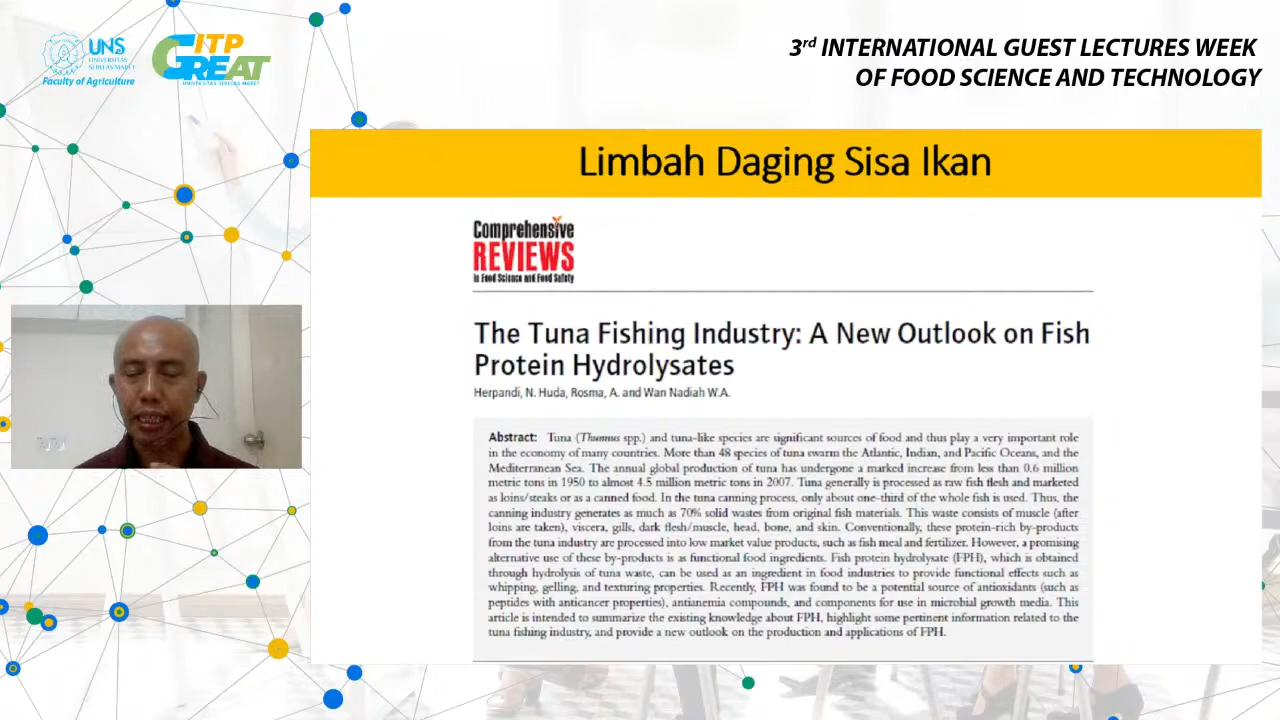 UNS
UNIVERSITAS
SEBELAS MARET
Faculty of Agriculture
ITP
GREAT
UNIVERSITAS SEBELAS MARET
3rd INTERNATIONAL GUEST LECTURES WEEK
OF FOOD SCIENCE AND TECHNOLOGY
Limbah Daging Sisa Ikan
Comprehensive
REVIEWS
in Food Science and Food Safety
The Tuna Fishing Industry: A New Outlook on Fish
Protein Hydrolysates
Herpandi, N. Huda, Rosma, A. and Wan Nadiah W.A.
Abstract: Tuna (Thunnus spp.) and tuna-like species are significant sources of food and thus play a very important role
in the economy of many countries. More than 48 species of tuna swarm the Atlantic, Indian, and Pacific Oceans, and the
Mediterranean Sea. The annual global production of tuna has undergone a marked increase from less than 0.6 million
metric tons in 1950 to almost 4.5 million metric tons in 2007. Tuna generally is processed as raw fish flesh and marketed
as loins/steaks or as a canned food. In the tuna canning process, only about one-third of the whole fish is used. Thus, the
canning industry generates as much as 70% solid wastes from original fish materials. This waste consists of muscle (after
loins are taken), viscera, gills, dark flesh/muscle, head, bone, and skin. Conventionally, these protein-rich by-products
from the tuna industry are processed into low market value products, such as fish meal and fertilizer. However, a promising
alternative use of these by-products is as functional food ingredients. Fish protein hydrolysate (FPH), which is obtained
through hydrolysis of tuna waste, can be used as an ingredient in food industries to provide functional effects such as
whipping, gelling, and texturing properties. Recently, FPH was found to be a potential source of antioxidants (such as
peptides with anticancer properties), antianemia compounds, and components for use in microbial growth media. This
article is intended to summarize the existing knowledge about FPH, highlight some pertinent information related to the
tuna fishing industry, and provide a new outlook on the production and applications of FPH.